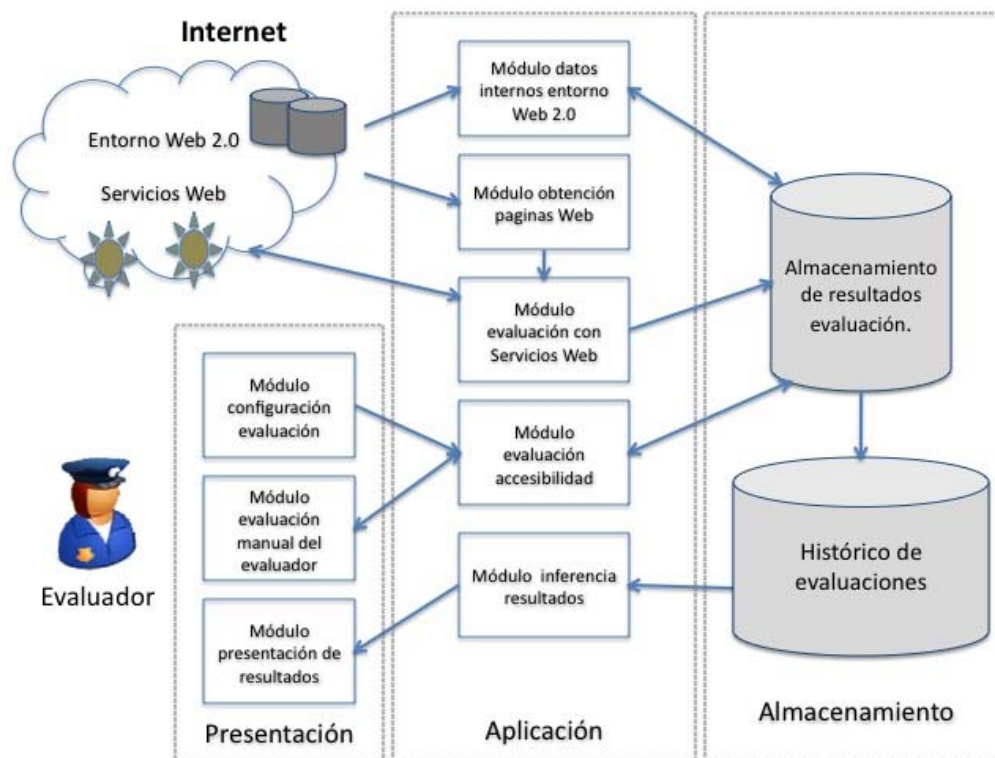 Internet
Entorno Web 2.0
Servicios Web
Módulo datos
internos entorno
Web 2.0
Módulo obtención
paginas Web
Módulo
evaluación con
Servicios Web
Módulo
evaluación
accesibilidad
Módulo inferencia
resultados
Aplicación
Módulo
configuración
evaluación
Módulo
evaluación
manual del
evaluador
Módulo
presentación de
resultados
Presentación
Evaluador
Almacenamiento
de resultados
evaluación.
Histórico de
evaluaciones
Almacenamiento